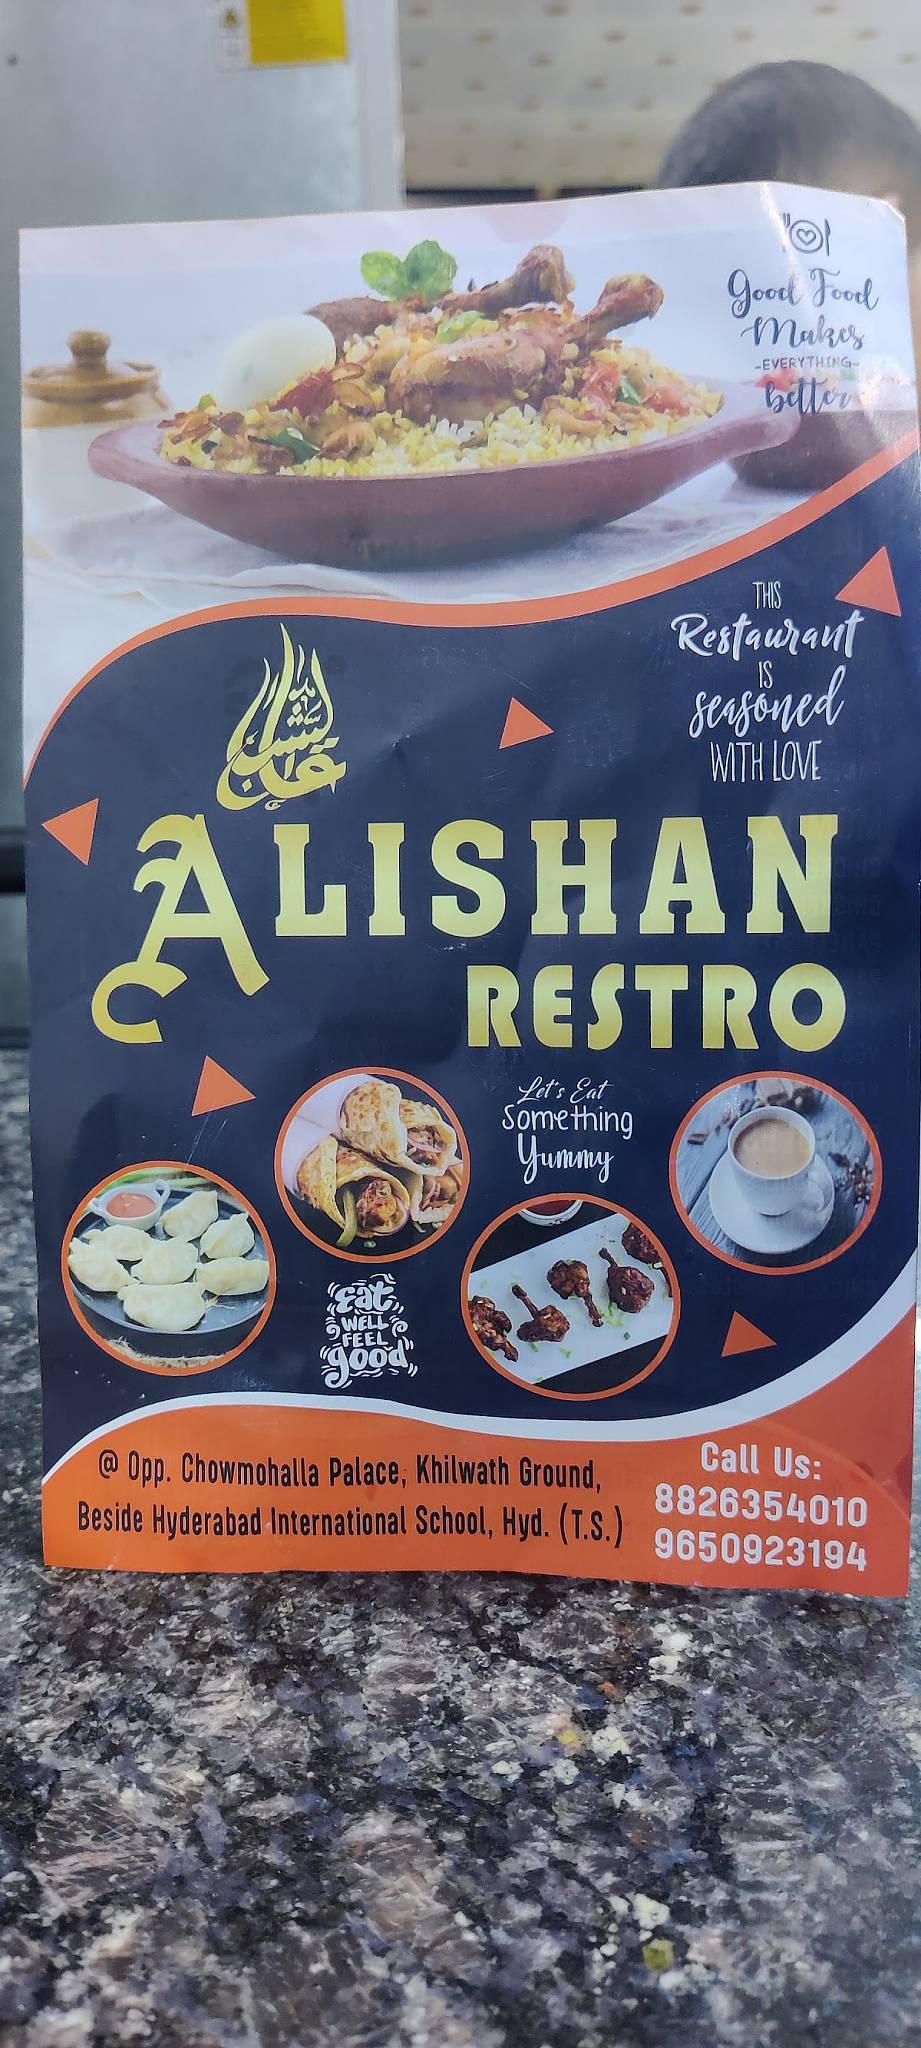 Good Food
Makes
-EVERYTHING-
better
THIS
Restaurant
IS
seasoned
WITH LOVE
عالیشان
ALISHAN
RESTRO
Let's Eat
Something
Yummy
Eat
WELL
FEEL
good
@ Opp. Chowmohalla Palace, Khilwath Ground,
Beside Hyderabad International School, Hyd. (T.S.)
Call Us:
8826354010
9650923194